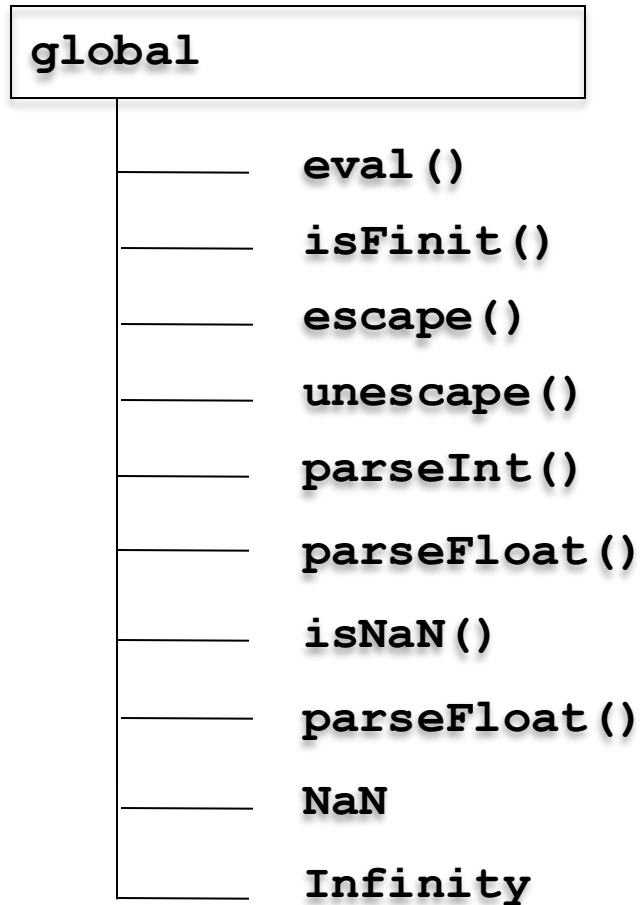 global
eval()
isFinit()
escape()
unescape()
parseInt()
parseFloat()
isNaN()
parseFloat()
NaN
Infinity